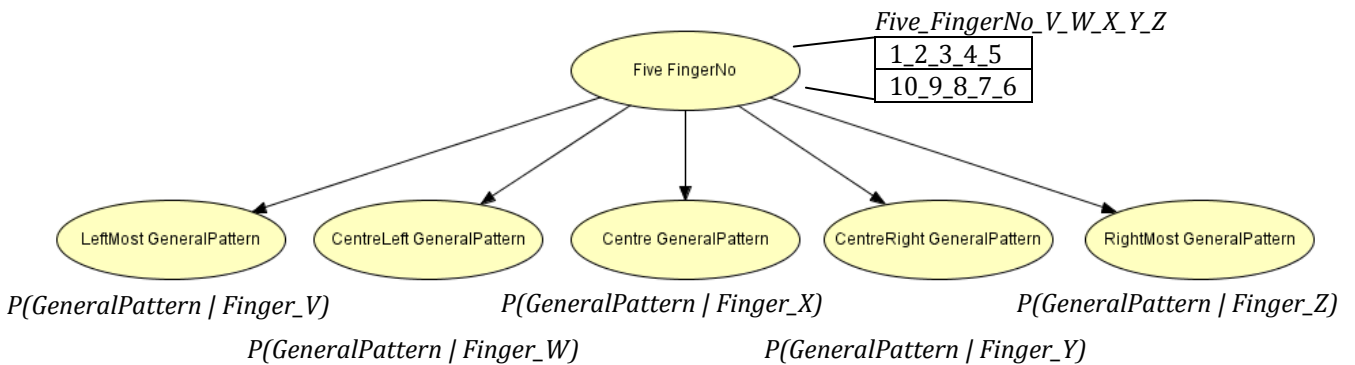 Five_FingerNo_V_W_X_Y_Z
1_2_3_4_5
10_9_8_7_6
Five FingerNo
LeftMost GeneralPattern
CentreLeft GeneralPattern
Centre GeneralPattern
CentreRight GeneralPattern
RightMost GeneralPattern
P(GeneralPattern | Finger_V)
P(GeneralPattern | Finger_X)
P(GeneralPattern | Finger_Z)
P(GeneralPattern | Finger_W)
P(GeneralPattern | Finger_Y)